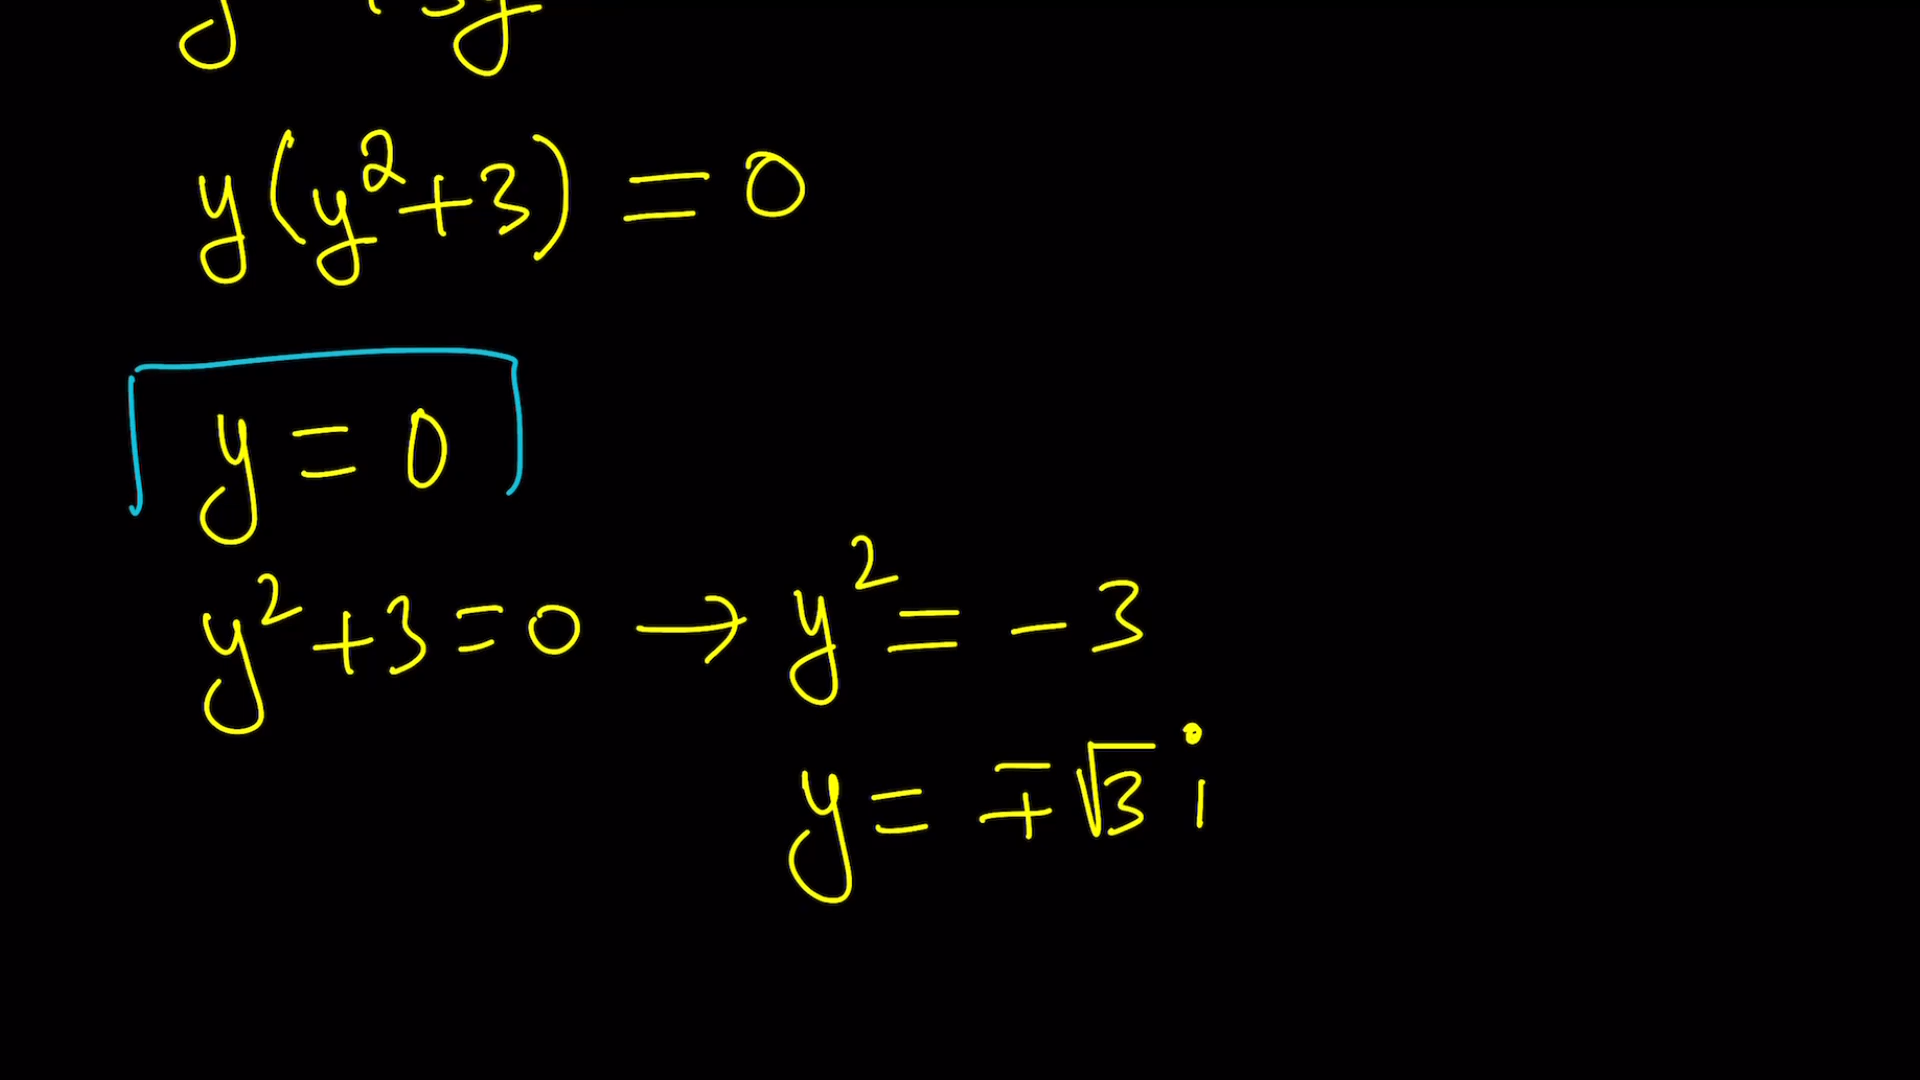 y(y²+3) = 0
y = 0
y²+3=0 → y² = -3
y = ∓√3 i